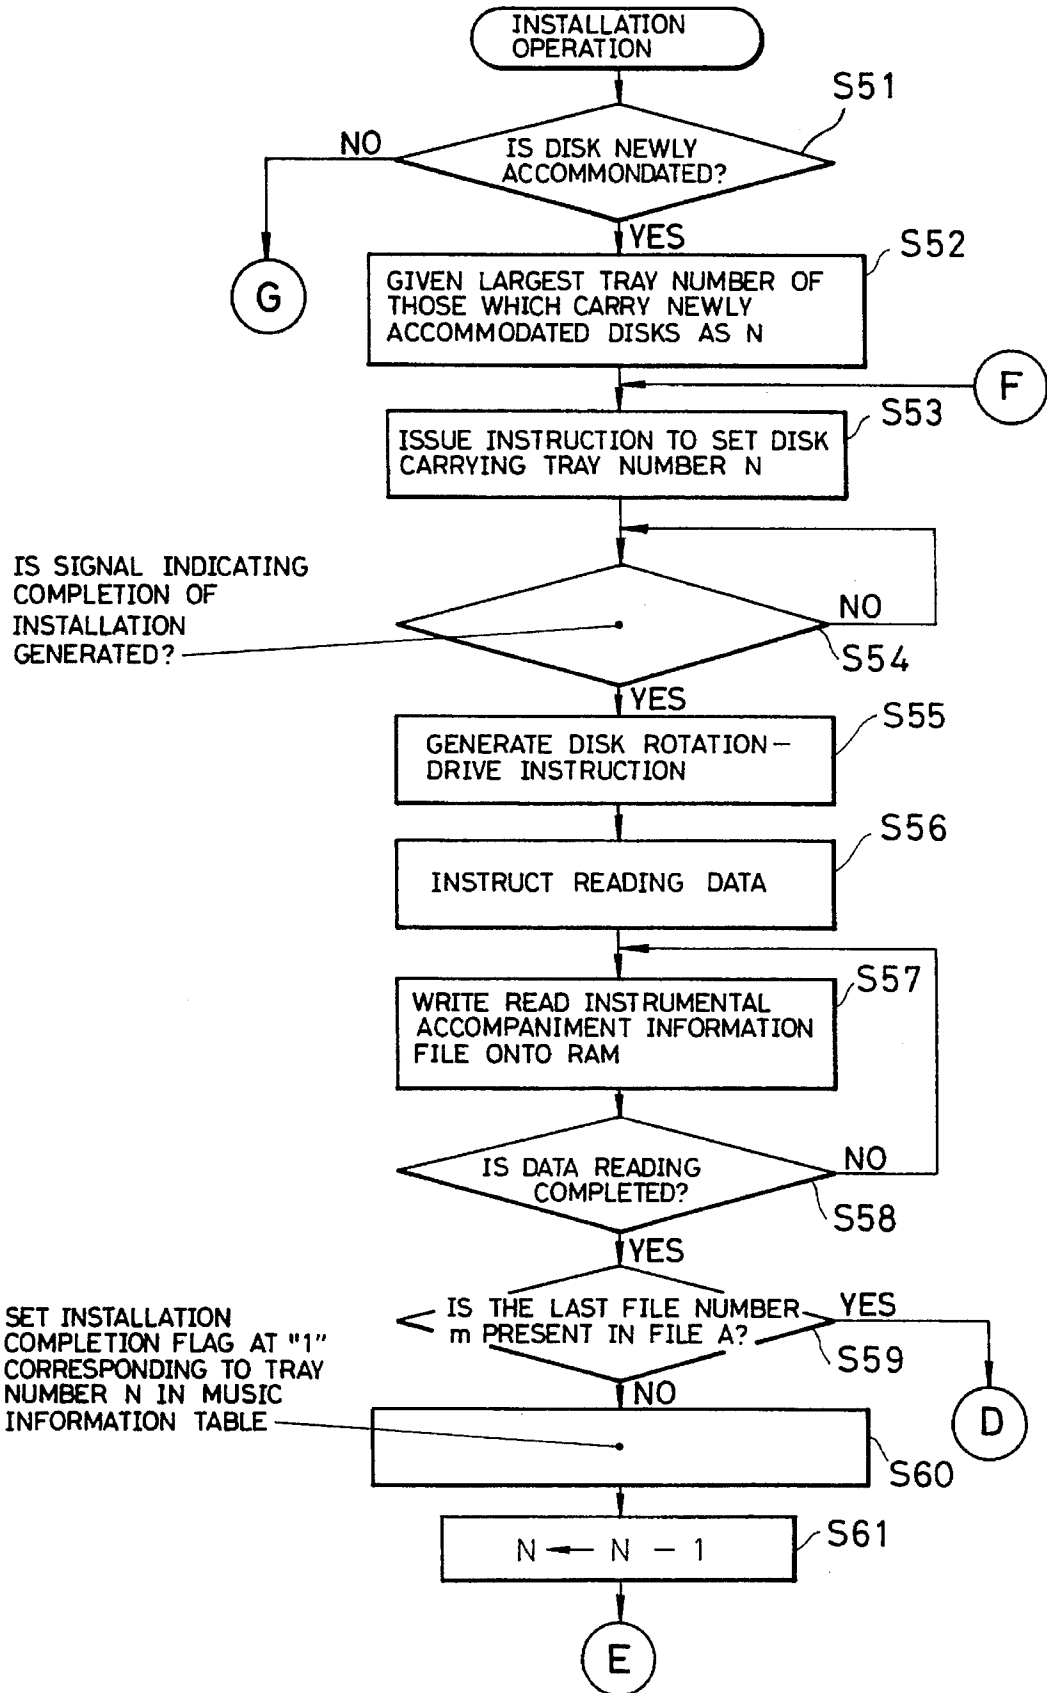 INSTALLATION
OPERATION
S51
NO
IS DISK NEWLY
ACCOMMONDATED?
YES
S52
G
GIVEN LARGEST TRAY NUMBER OF
THOSE WHICH CARRY NEWLY
ACCOMMODATED DISKS AS N
F
S53
ISSUE INSTRUCTION TO SET DISK
CARRYING TRAY NUMBER N
IS SIGNAL INDICATING
COMPLETION OF
INSTALLATION
GENERATED?
NO
S54
YES
S55
GENERATE DISK ROTATION-
DRIVE INSTRUCTION
S56
INSTRUCT READING DATA
S57
WRITE READ INSTRUMENTAL
ACCOMPANIMENT INFORMATION
FILE ONTO RAM
IS DATA READING
COMPLETED?
NO
S58
YES
IS THE LAST FILE NUMBER
m PRESENT IN FILE A?
YES
S59
SET INSTALLATION
COMPLETION FLAG AT "1"
CORRESPONDING TO TRAY
NUMBER N IN MUSIC
INFORMATION TABLE
NO
D
S60
S61
N ← N - 1
E